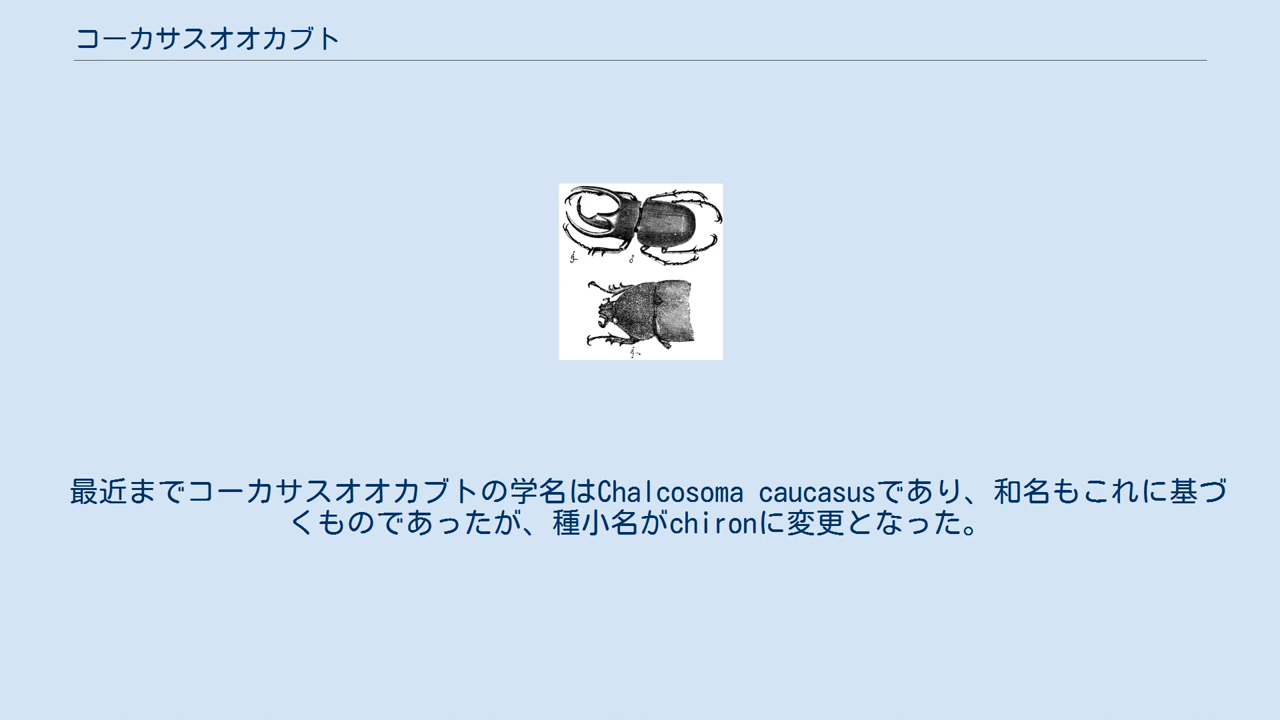 コーカサスオオカブト
最近までコーカサスオオカブトの学名はChalcosoma caucasusであり、和名もこれに基づ
くものであったが、種小名がchironに変更となった。